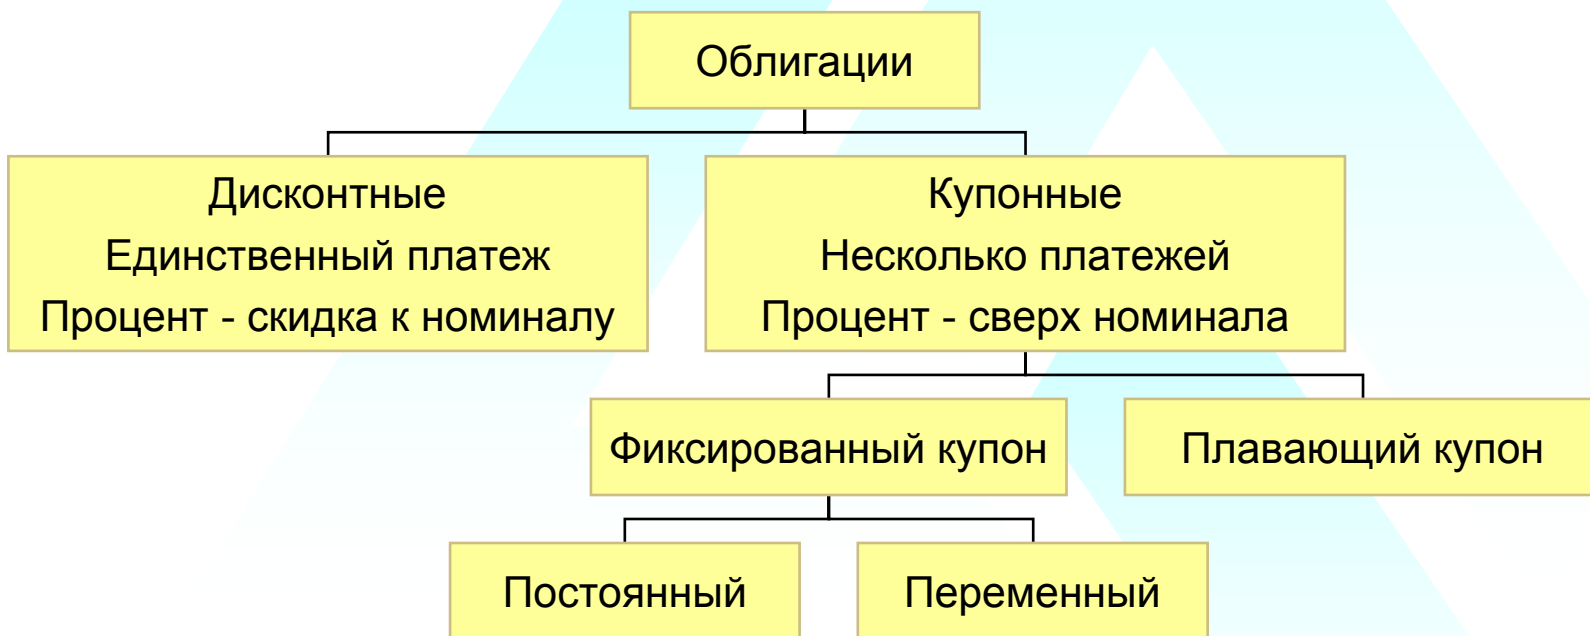 Облигации
Дисконтные
Единственный платеж
Процент - скидка к номиналу
Купонные
Несколько платежей
Процент - сверх номинала
Фиксированный купон
Плавающий купон
Постоянный
Переменный